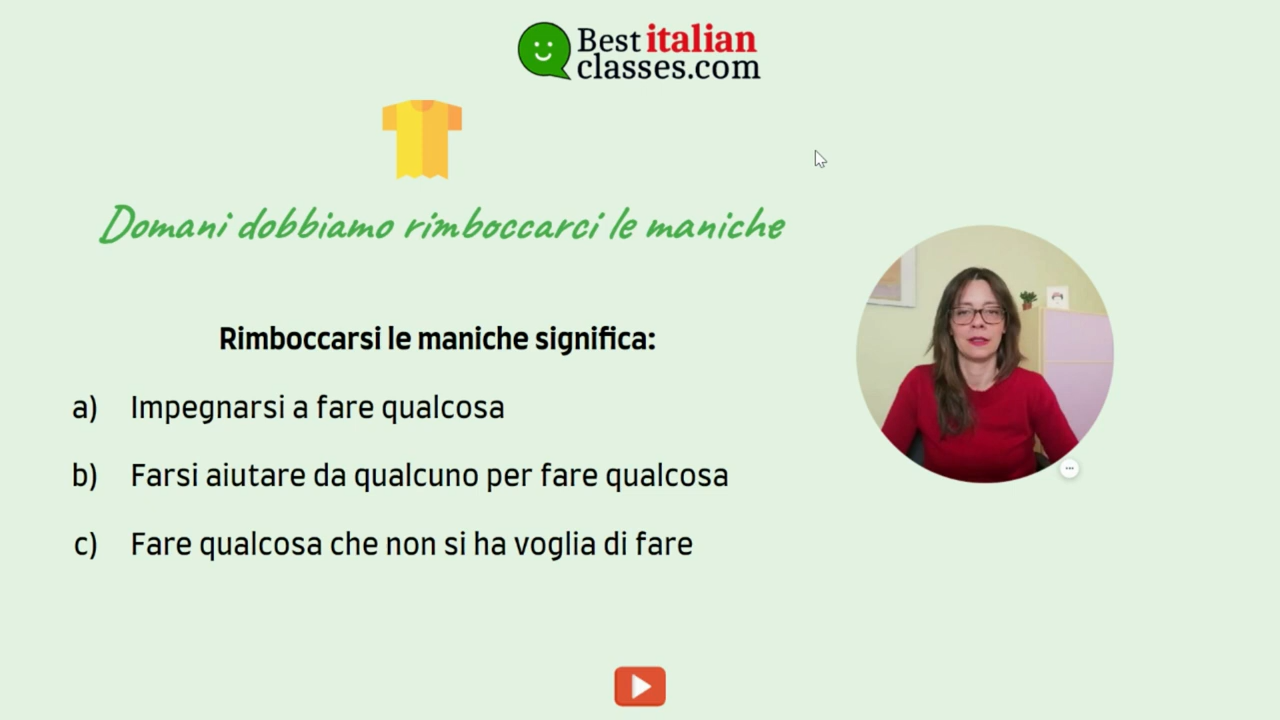 Best italian
classes.com
Domani dobbiamo rimboccarci le maniche
Rimboccarsi le maniche significa:
a) Impegnarsi a fare qualcosa
b) Farsi aiutare da qualcuno per fare qualcosa
c) Fare qualcosa che non si ha voglia di fare